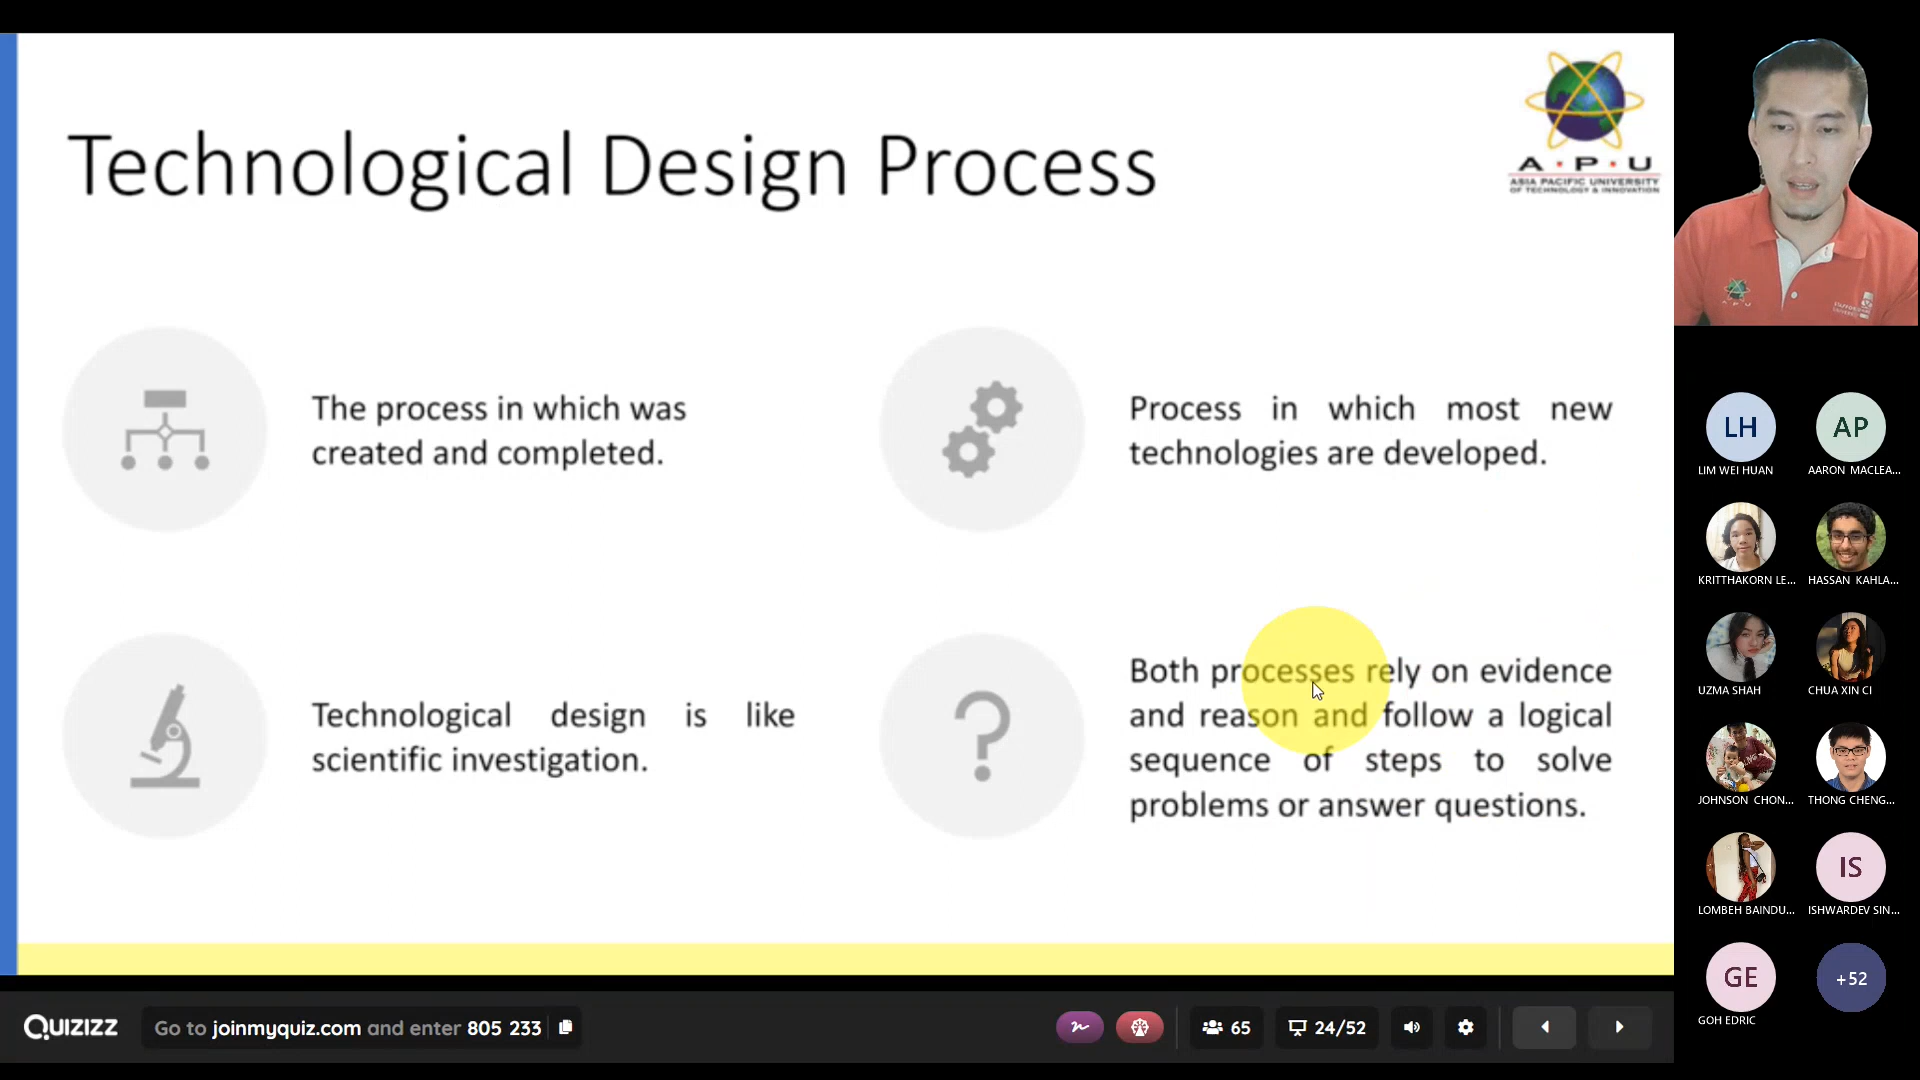 Technological Design Process
A · P · U
ASIA PACIFIC UNIVERSITY
OF TECHNOLOGY & INNOVATION
The process in which was
created and completed.
Process in which most new
technologies are developed.
Technological design is like
scientific investigation.
Both processes rely on evidence
and reason and follow a logical
sequence of steps to solve
problems or answer questions.
A P U
LH
LIM WEI HUAN
AP
AARON MACLEA...
KRITTHAKORN LE...
HASSAN KAHLA...
UZMA SHAH
CHUA XIN CI
JOHNSON CHON...
THONG CHENG...
LOMBEH BAINDU...
IS
ISHWARDEV SIN...
GE
GOH EDRIC
+52
QUIZIZZ
Go to joinmyquiz.com and enter 805 233
65
24/52